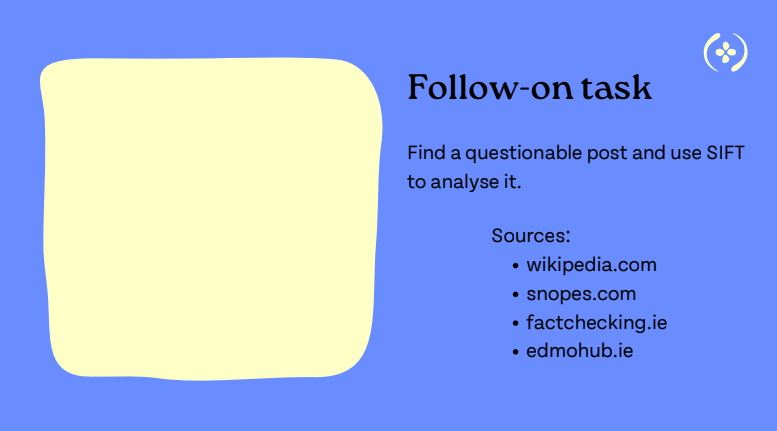 Follow-on task
Find a questionable post and use SIFT
to analyse it.
Sources:
• wikipedia.com
• snopes.com
• factchecking.ie
• edmohub.ie